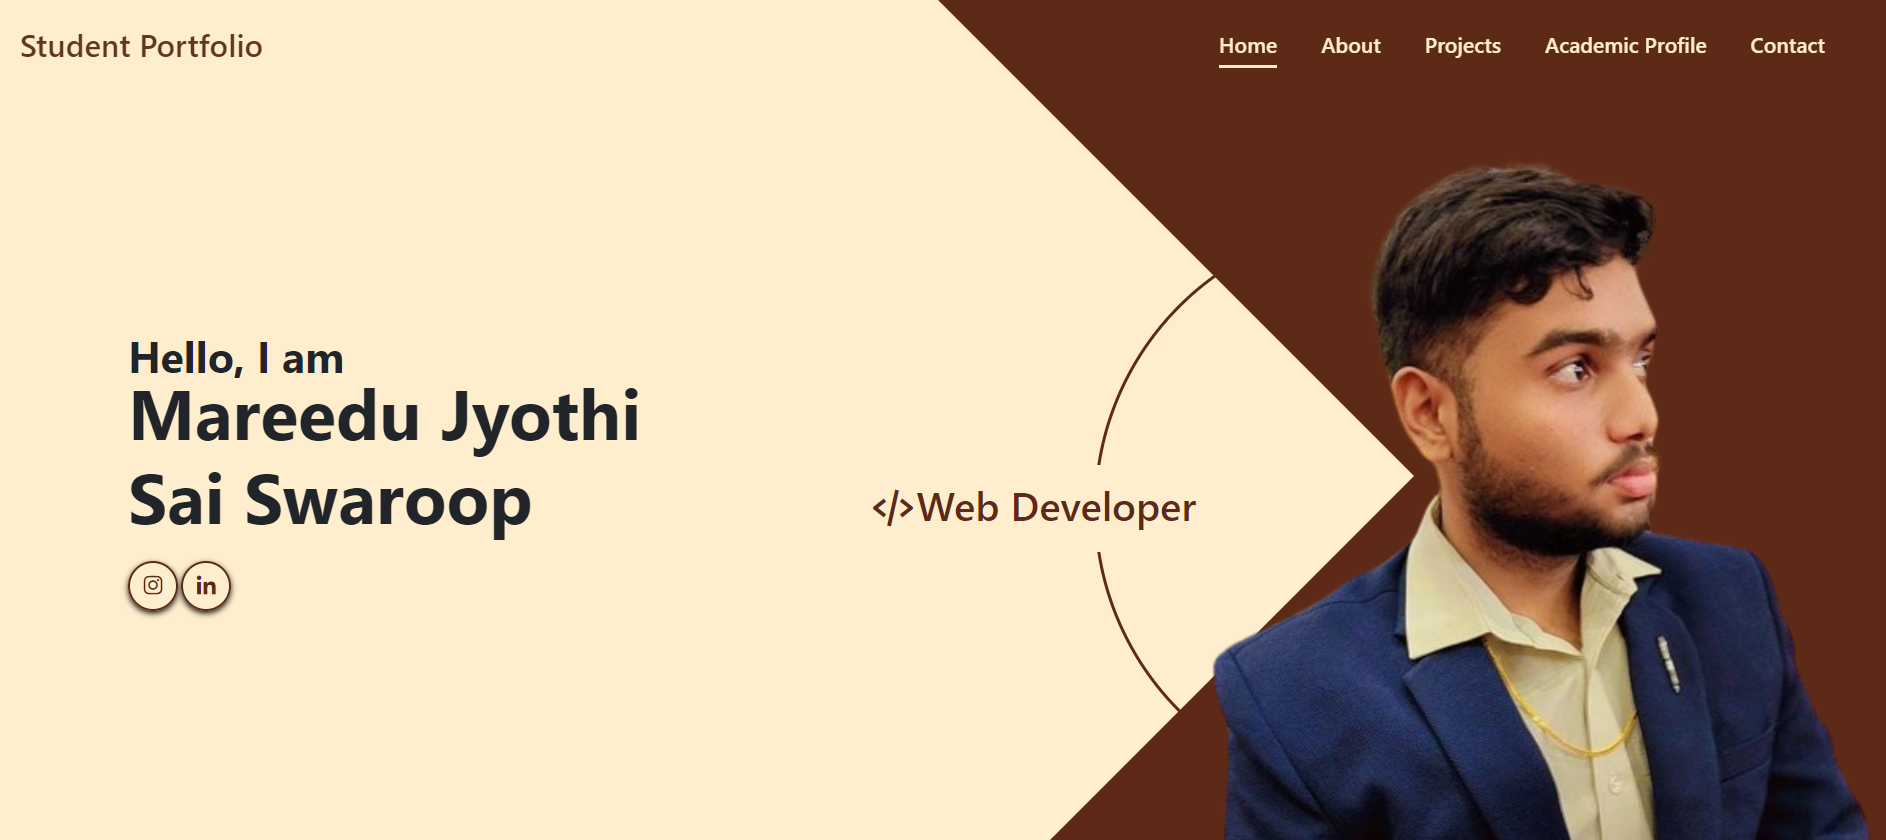 Student Portfolio
Home About Projects Academic Profile Contact
Hello, I am
Mareedu Jyothi
Sai Swaroop
</>Web Developer
in